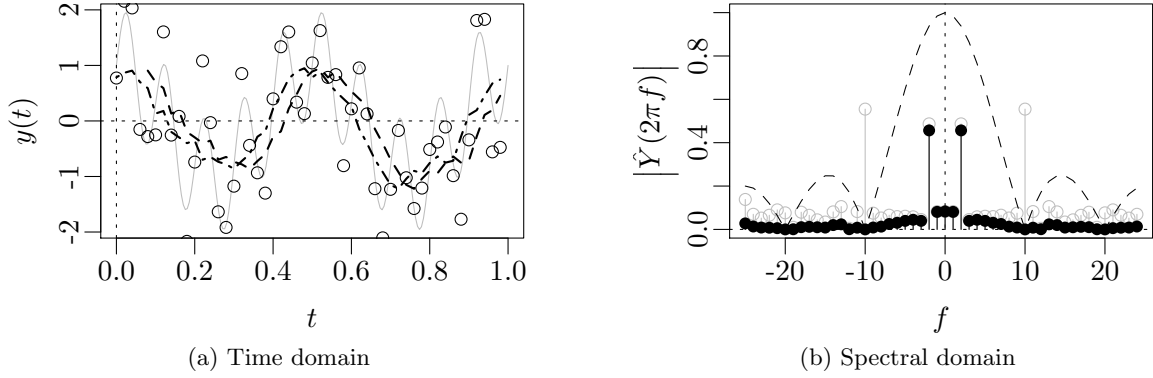 y(t)
2
1
0
-1
-2
0.0 0.2 0.4 0.6 0.8 1.0
t
(a) Time domain
|Ŷ(2πf)|
0.8
0.4
0.0
-20 -10 0 10 20
f
(b) Spectral domain